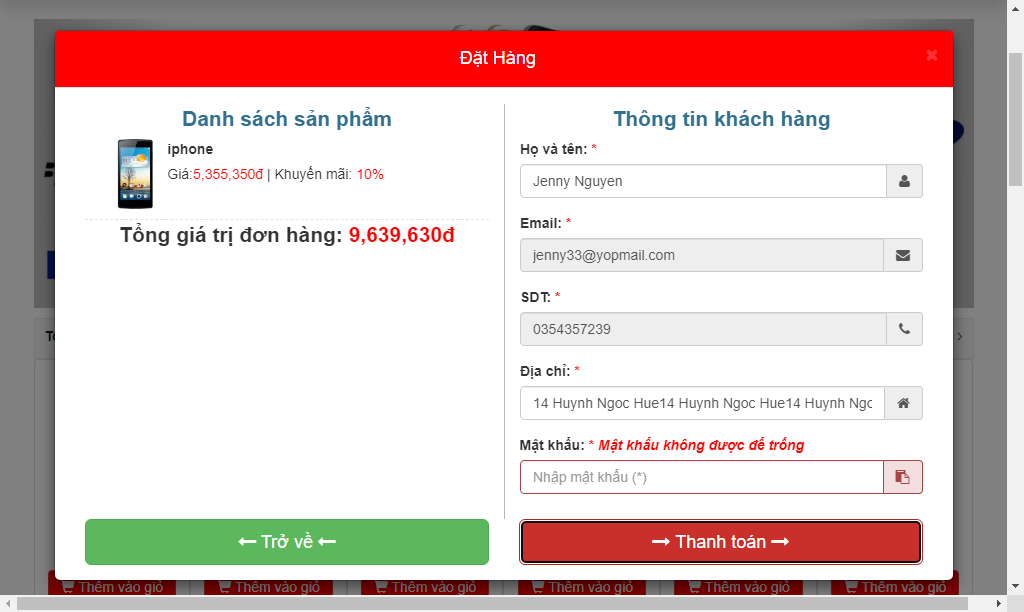 Đặt Hàng
Danh sách sản phẩm
iphone
Giá:5,355,350đ | Khuyến mãi: 10%
Tổng giá trị đơn hàng: 9,639,630đ
Trở về
Thông tin khách hàng
Họ và tên: *
Jenny Nguyen
Email: *
jenny33@yopmail.com
SDT: *
0354357239
Địa chỉ: *
14 Huynh Ngoc Hue14 Huynh Ngoc Hue14 Huynh Ngc
Mật khẩu: * Mật khẩu không được để trống
Nhập mật khẩu (*)
Thanh toán
Thêm vào giỏ Thêm vào giỏ Thêm vào giỏ Thêm vào giỏ Thêm vào giỏ Thêm vào giỏ